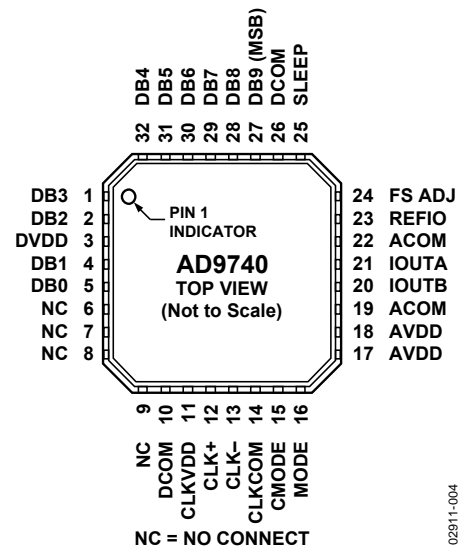 32 DB4
31 DB5
30 DB6
29 DB7
28 DB8
27 DB9 (MSB)
26 DCOM
25 SLEEP
DB3 1
DB2 2
DVDD 3
DB1 4
DB0 5
NC 6
NC 7
NC 8
PIN 1
INDICATOR
AD9740
TOP VIEW
(Not to Scale)
24 FS ADJ
23 REFIO
22 ACOM
21 IOUTA
20 IOUTB
19 ACOM
18 AVDD
17 AVDD
NC 9
DCOM 10
CLKVDD 11
CLK+ 12
CLK– 13
CLKCOM 14
CMODE 15
MODE 16
NC = NO CONNECT
02911-004